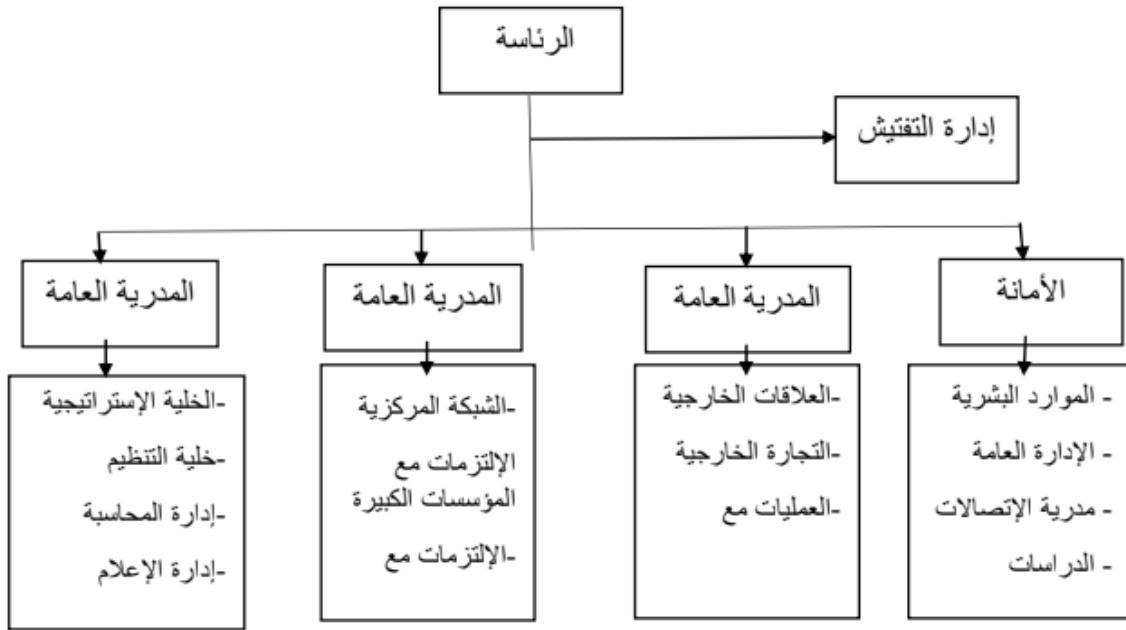 الرئاسة
إدارة التفتيش
الأمانة
المدرية العامة
المدرية العامة
المدرية العامة
- الموارد البشرية
- الإدارة العامة
- مدرية الإتصالات
- الدراسات
-العلاقات الخارجية
-التجارة الخارجية
-العمليات مع
-الشبكة المركزية
الإلتزمات مع
المؤسسات الكبيرة
-الإلتزمات مع
-الخلية الإستراتيجية
-خلية التنظيم
-إدارة المحاسبة
-إدارة الإعلام